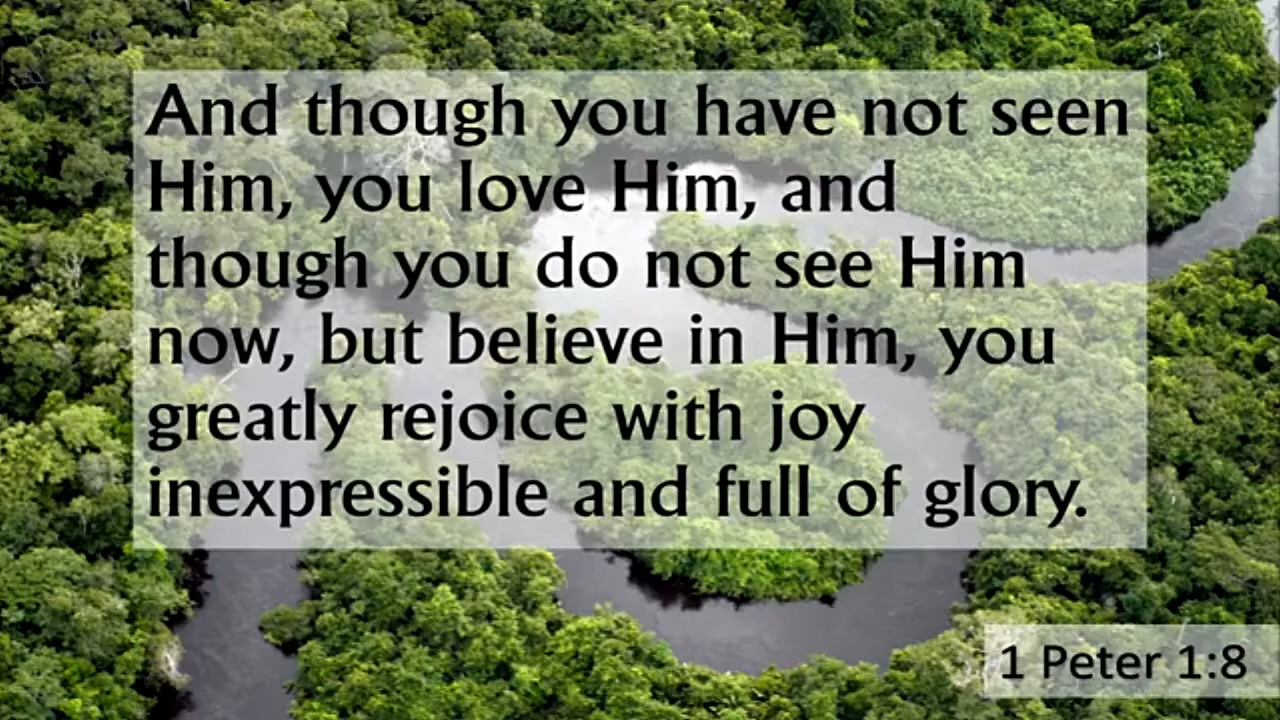 And though you have not seen
Him, you love Him, and
though you do not see Him
now, but believe in Him, you
greatly rejoice with joy
inexpressible and full of glory.
1 Peter 1:8